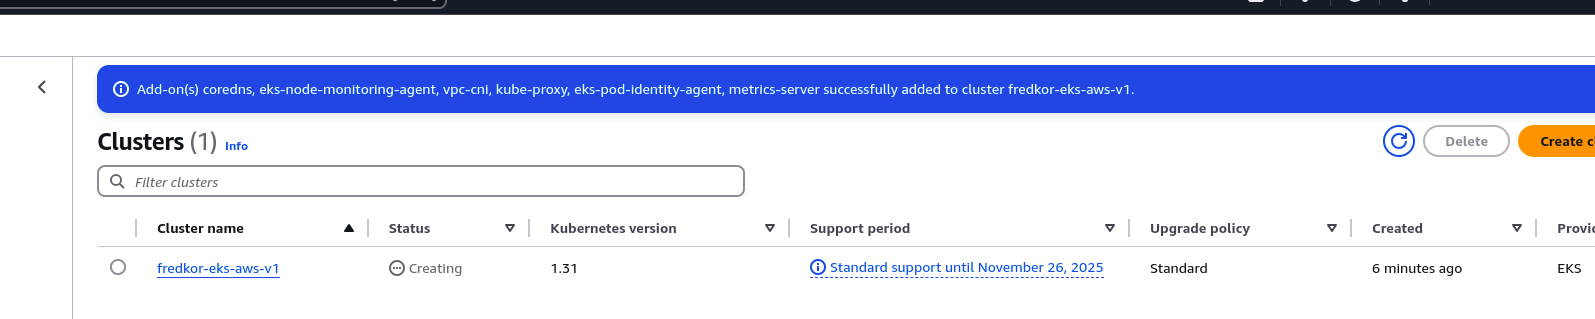 Add-on(s) coredns, eks-node-monitoring-agent, vpc-cni, kube-proxy, eks-pod-identity-agent, metrics-server successfully added to cluster fredkor-eks-aws-v1.
Clusters (1) Info Delete Create
Filter clusters
Cluster name Status Kubernetes version Support period Upgrade policy Created
fredkor-eks-aws-v1 Creating 1.31 Standard support until November 26, 2025 Standard 6 minutes ago EKS